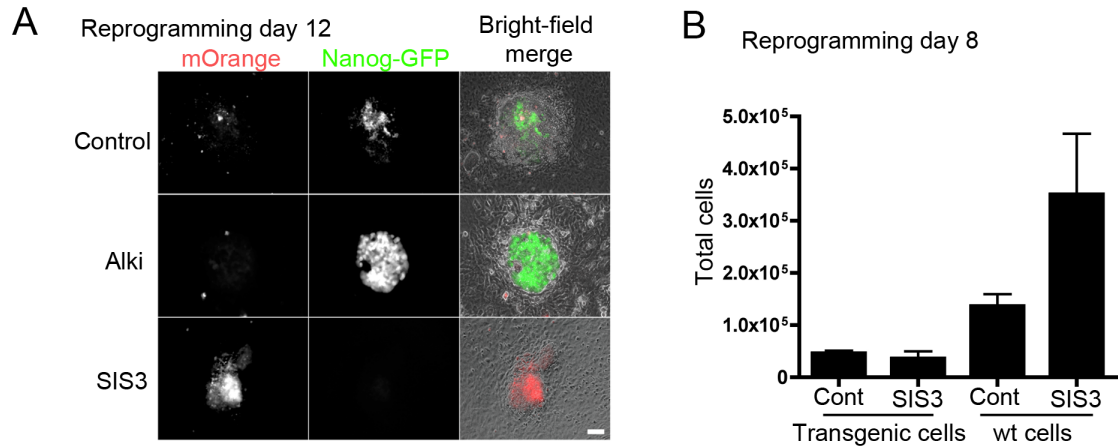 A
Reprogramming day 12
mOrange Nanog-GFP Bright-field merge
Control
Alki
SIS3
B
Reprogramming day 8
Total cells
5.0x10⁵
4.0x10⁵
3.0x10⁵
2.0x10⁵
1.0x10⁵
0
Cont SIS3 Cont SIS3
Transgenic cells wt cells